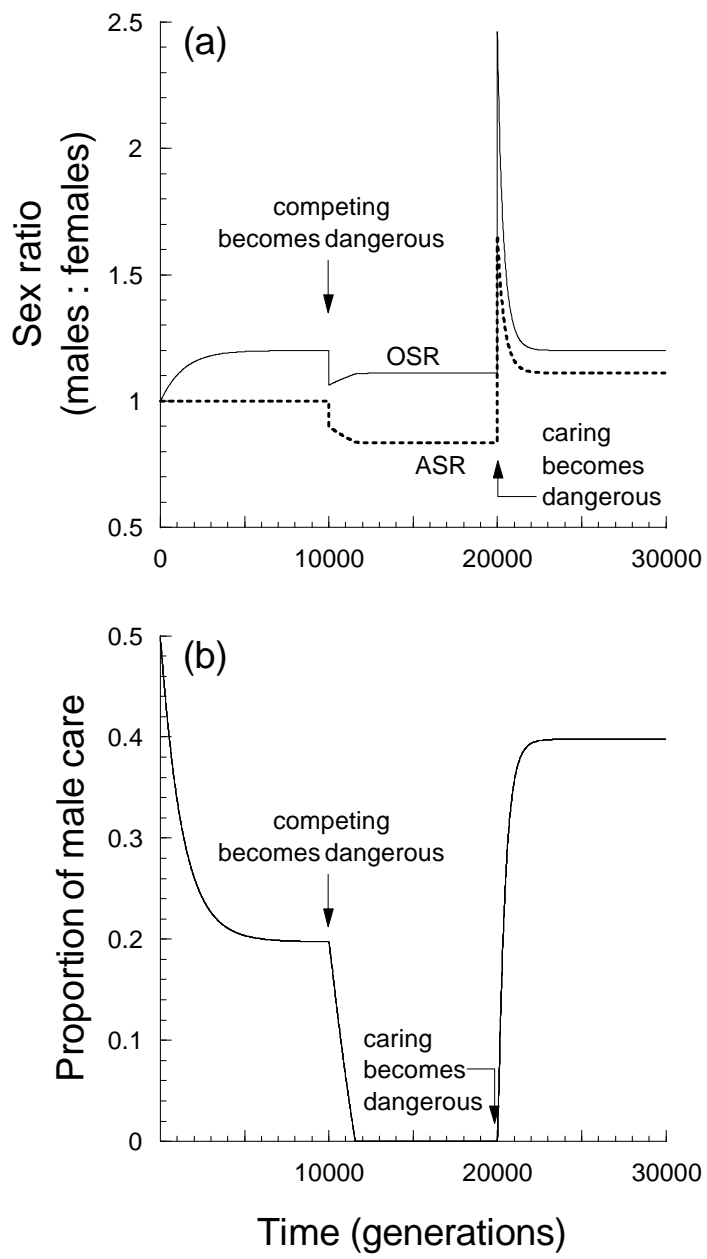 (a)
2.5
2
1.5
1
0.5
Sex ratio
(males : females)
competing
becomes dangerous
OSR
ASR
caring
becomes
dangerous
0
10000
20000
30000
(b)
0.5
0.4
0.3
0.2
0.1
0
Proportion of male care
competing
becomes dangerous
caring
becomes
dangerous
10000
20000
30000
Time (generations)